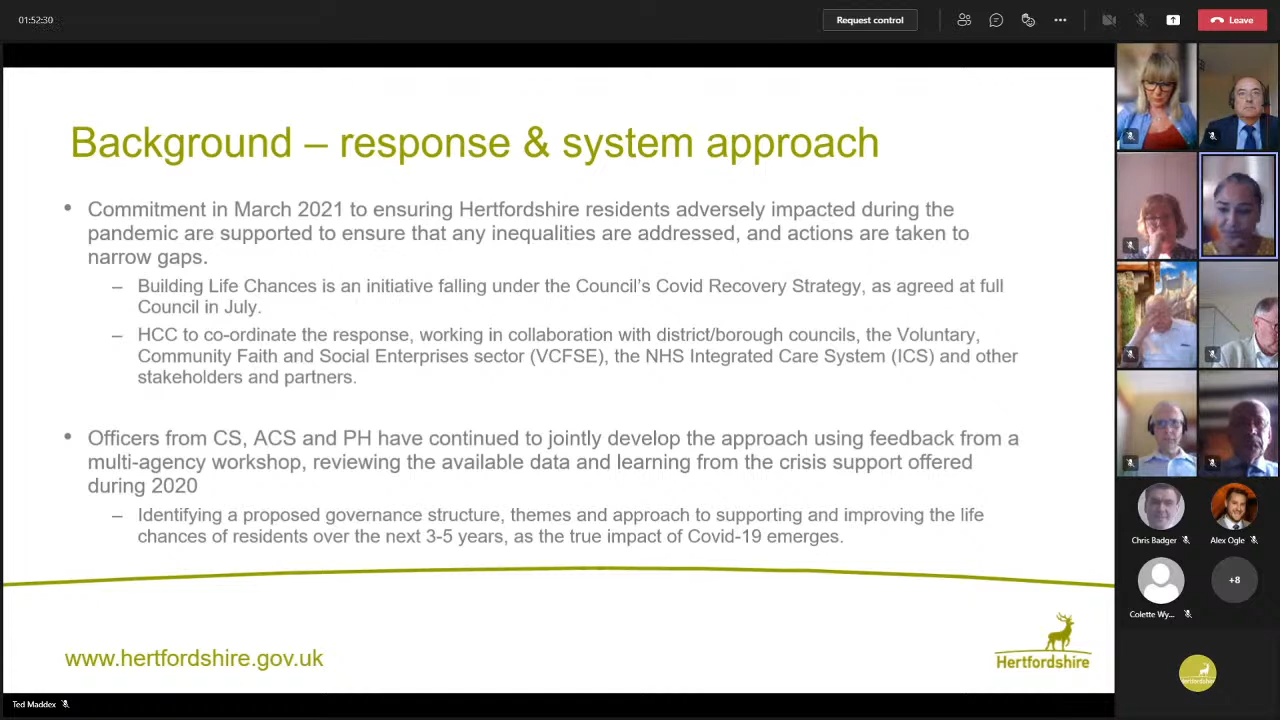 01:52:30
Request control
Leave
Background – response & system approach
• Commitment in March 2021 to ensuring Hertfordshire residents adversely impacted during the
pandemic are supported to ensure that any inequalities are addressed, and actions are taken to
narrow gaps.
– Building Life Chances is an initiative falling under the Council's Covid Recovery Strategy, as agreed at full
Council in July.
– HCC to co-ordinate the response, working in collaboration with district/borough councils, the Voluntary,
Community Faith and Social Enterprises sector (VCFSE), the NHS Integrated Care System (ICS) and other
stakeholders and partners.
• Officers from CS, ACS and PH have continued to jointly develop the approach using feedback from a
multi-agency workshop, reviewing the available data and learning from the crisis support offered
during 2020
– Identifying a proposed governance structure, themes and approach to supporting and improving the life
chances of residents over the next 3-5 years, as the true impact of Covid-19 emerges.
www.hertfordshire.gov.uk
Hertfordshire
Chris Badger
Alex Ogle
Colette Wy...
+8
Hertfordshire
Ted Maddex